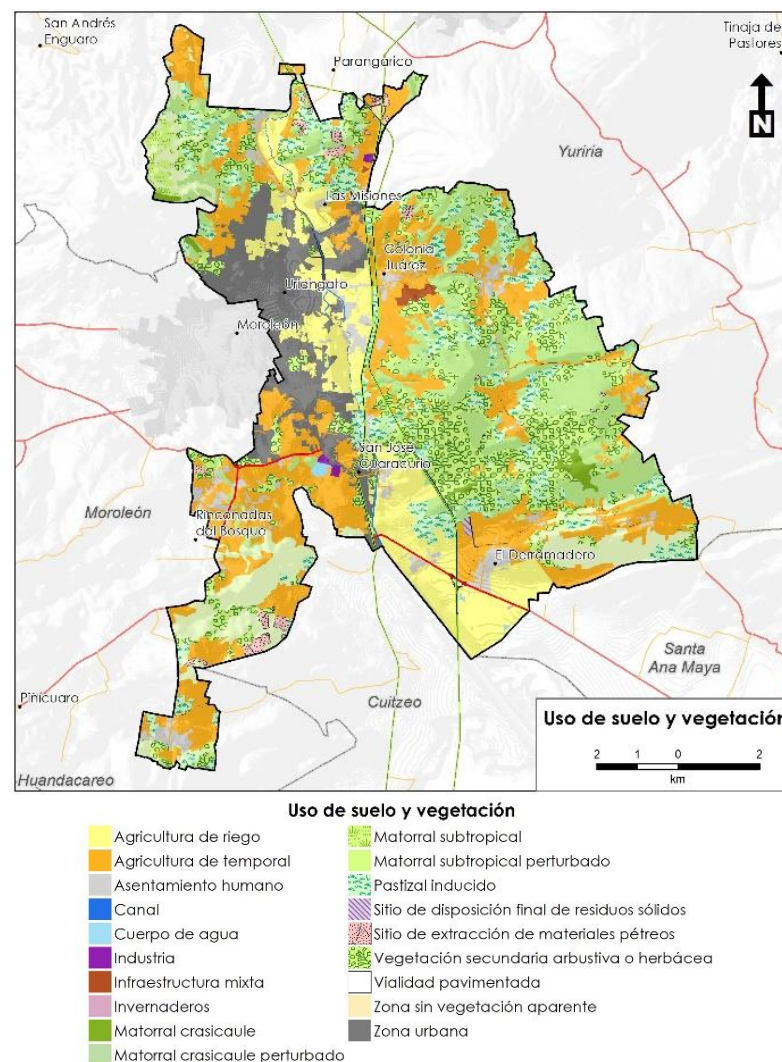 San Andrés
Enguaro
Tinaja de
Pastores
Parangarico
N
Yuriria
Las Misiones
Colonia
Juárez
Uriangato
Moroleón
San José
Cuaracurio
Moroleón
Rinconadas
del Bosque
El Derramadero
Santa
Ana Maya
Piñicuaro
Cuitzeo
Huandacareo
Uso de suelo y vegetación
2 1 0 2
km
Uso de suelo y vegetación
Agricultura de riego
Agricultura de temporal
Asentamiento humano
Canal
Cuerpo de agua
Industria
Infraestructura mixta
Invernaderos
Matorral crasicaule
Matorral crasicaule perturbado
Matorral subtropical
Matorral subtropical perturbado
Pastizal inducido
Sitio de disposición final de residuos sólidos
Sitio de extracción de materiales pétreos
Vegetación secundaria arbustiva o herbácea
Vialidad pavimentada
Zona sin vegetación aparente
Zona urbana